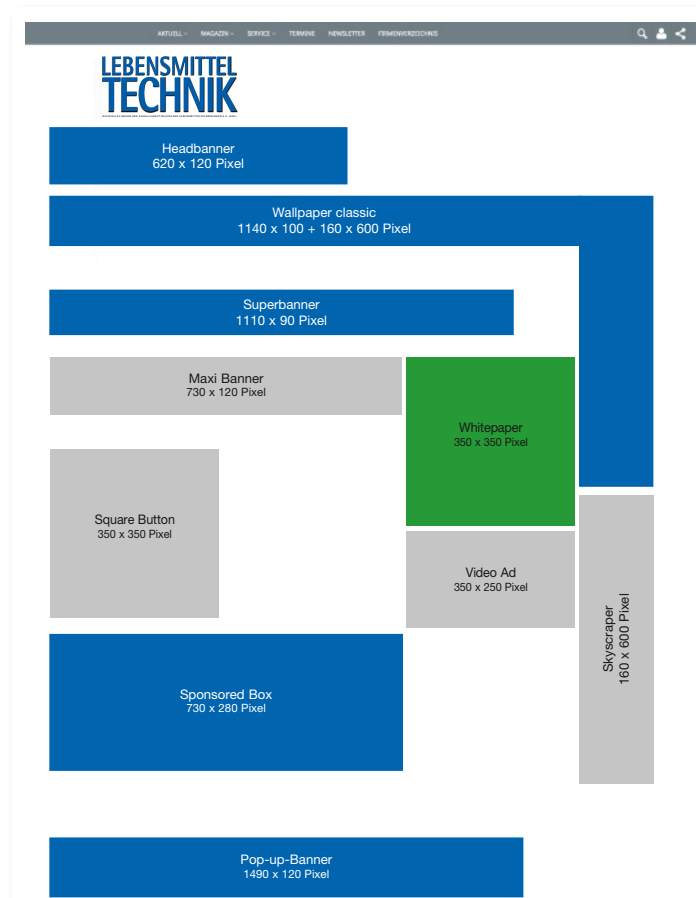 AKTUELL
MAGAZIN
SERVICE
TERMINE
NEWSLETTER
FIRMENVERZEICHNIS
LEBENSMITTEL
TECHNIK
Headbanner
620 x 120 Pixel
Wallpaper classic
1140 x 100 + 160 x 600 Pixel
Superbanner
1110 x 90 Pixel
Maxi Banner
730 x 120 Pixel
Whitepaper
350 x 350 Pixel
Square Button
350 x 350 Pixel
Video Ad
350 x 250 Pixel
Skyscraper
160 x 600 Pixel
Sponsored Box
730 x 280 Pixel
Pop-up-Banner
1490 x 120 Pixel